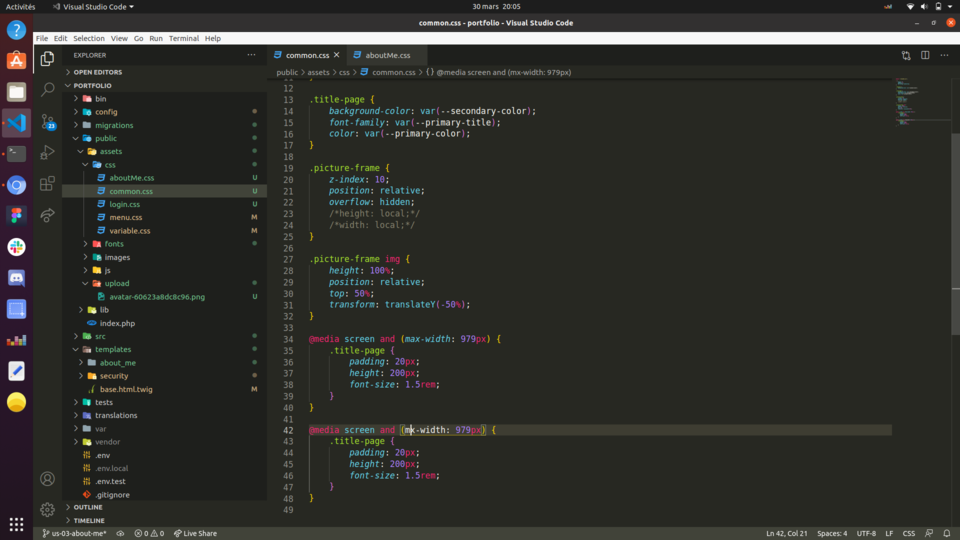 Activités
Visual Studio Code
30 mars 20:05
common.css - portfolio - Visual Studio Code
File Edit Selection View Go Run Terminal Help
EXPLORER
OPEN EDITORS
PORTFOLIO
bin
config
migrations
public
assets
css
aboutMe.css U
common.css U
login.css U
menu.css M
variable.css M
fonts
images
js
upload
avatar-60623a8dc8c96.png U
lib
index.php
src
templates
about_me
security
base.html.twig M
tests
translations
var
vendor
.env
.env.local
.env.test
.gitignore
OUTLINE
TIMELINE
23
common.css
aboutMe.css
public > assets > css > common.css > {} @media screen and (mx-width: 979px)
12
13 .title-page {
14 background-color: var(--secondary-color);
15 font-family: var(--primary-title);
16 color: var(--primary-color);
17 }
18
19 .picture-frame {
20 z-index: 10;
21 position: relative;
22 overflow: hidden;
23 /*height: local;*/
24 /*width: local;*/
25 }
26
27 .picture-frame img {
28 height: 100%;
29 position: relative;
30 top: 50%;
31 transform: translateY(-50%);
32 }
33
34 @media screen and (max-width: 979px) {
35 .title-page {
36 padding: 20px;
37 height: 200px;
38 font-size: 1.5rem;
39 }
40 }
41
42 @media screen and (mx-width: 979px) {
43 .title-page {
44 padding: 20px;
45 height: 200px;
46 font-size: 1.5rem;
47 }
48 }
49
us-03-about-me* 0 0 Live Share
Ln 42, Col 21 Spaces: 4 UTF-8 LF CSS